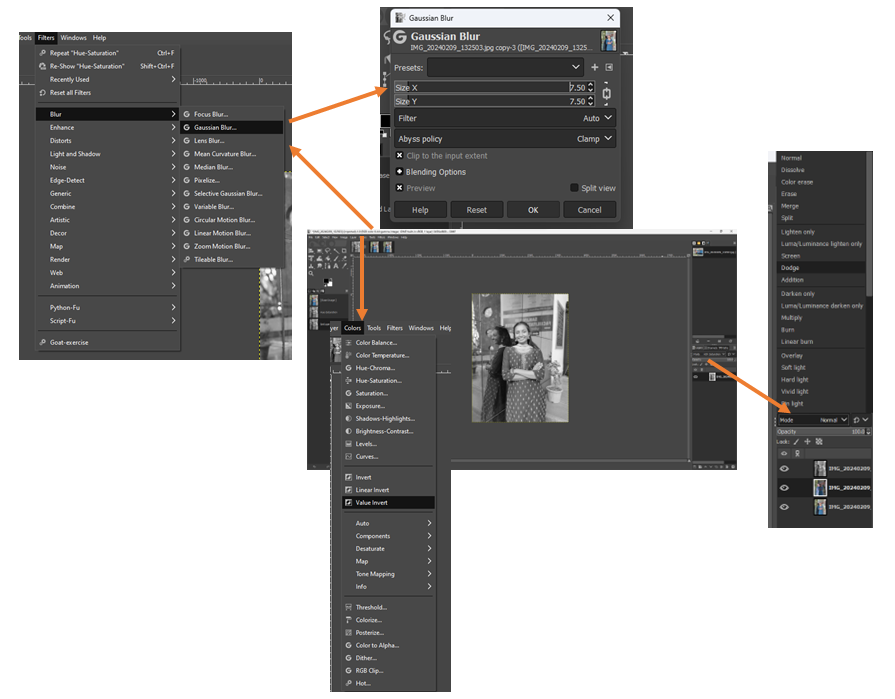 Tools Filters Windows Help
Repeat "Hue-Saturation" Ctrl+F
Re-Show "Hue-Saturation" Shift+Ctrl+F
Recently Used
Reset all Filters
Blur
Enhance
Distorts
Light and Shadow
Noise
Edge-Detect
Generic
Combine
Artistic
Decor
Map
Render
Web
Animation
Python-Fu
Script-Fu
Goat-exercise
Focus Blur...
Gaussian Blur...
Lens Blur...
Mean Curvature Blur...
Median Blur...
Pixelize...
Selective Gaussian Blur...
Variable Blur...
Circular Motion Blur...
Linear Motion Blur...
Zoom Motion Blur...
Tileable Blur...
Gaussian Blur
Gaussian Blur
IMG_20240209_132503.jpg copy-3 ([IMG_20240209_1325...
Presets:
Size X 7.50
Size Y 7.50
Filter Auto
Abyss policy Clamp
Clip to the input extent
Blending Options
Preview Split view
Help Reset OK Cancel
yer Colors Tools Filters Windows Help
Color Balance...
Color Temperature...
Hue-Chroma...
Hue-Saturation...
Saturation...
Exposure...
Shadows-Highlights...
Brightness-Contrast...
Levels...
Curves...
Invert
Linear Invert
Value Invert
Auto
Components
Desaturate
Map
Tone Mapping
Info
Threshold...
Colorize...
Posterize...
Color to Alpha...
Dither...
RGB Clip...
Hot...
Normal
Dissolve
Color erase
Erase
Merge
Split
Lighten only
Luma/Luminance lighten only
Screen
Dodge
Addition
Darken only
Luma/Luminance darken only
Multiply
Burn
Linear burn
Overlay
Soft light
Hard light
Vivid light
Pin light
Mode Normal
Opacity 100.0
Lock:
IMG_20240209_
IMG_20240209_
IMG_20240209_